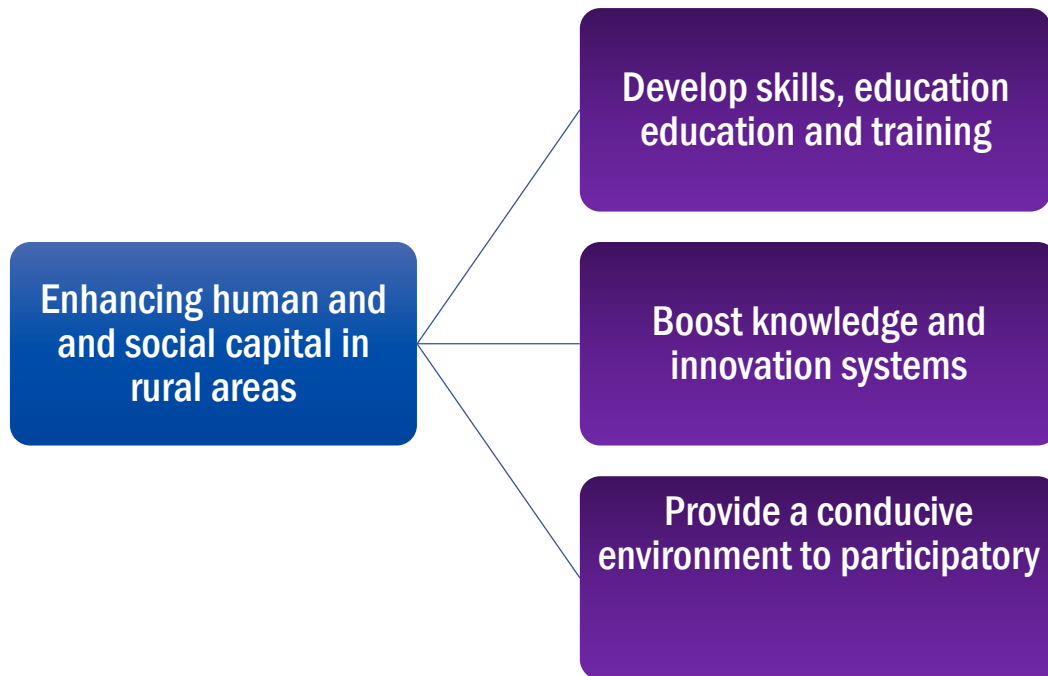 Enhancing human and
and social capital in
rural areas
Develop skills, education
education and training
Boost knowledge and
innovation systems
Provide a conducive
environment to participatory